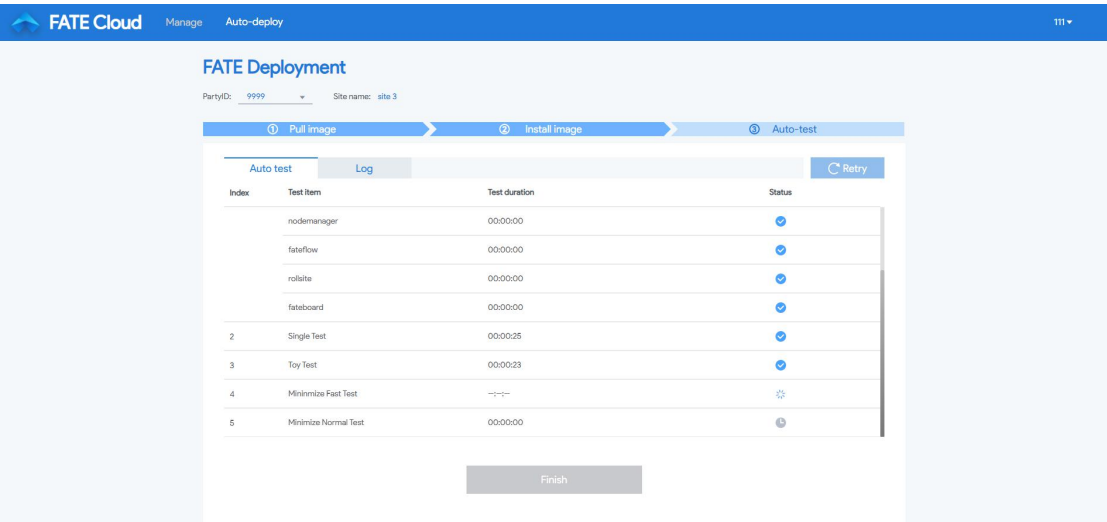 FATE Cloud Manage Auto-deploy 111
FATE Deployment
PartyID: 9999 Site name: site 3
1 Pull image 2 Install image 3 Auto-test
Auto test Log Retry
Index Test item Test duration Status
nodemanager 00:00:00
fateflow 00:00:00
rollsite 00:00:00
fateboard 00:00:00
2 Single Test 00:00:25
3 Toy Test 00:00:23
4 Mininmize Fast Test --:--:--
5 Minimize Normal Test 00:00:00
Finish